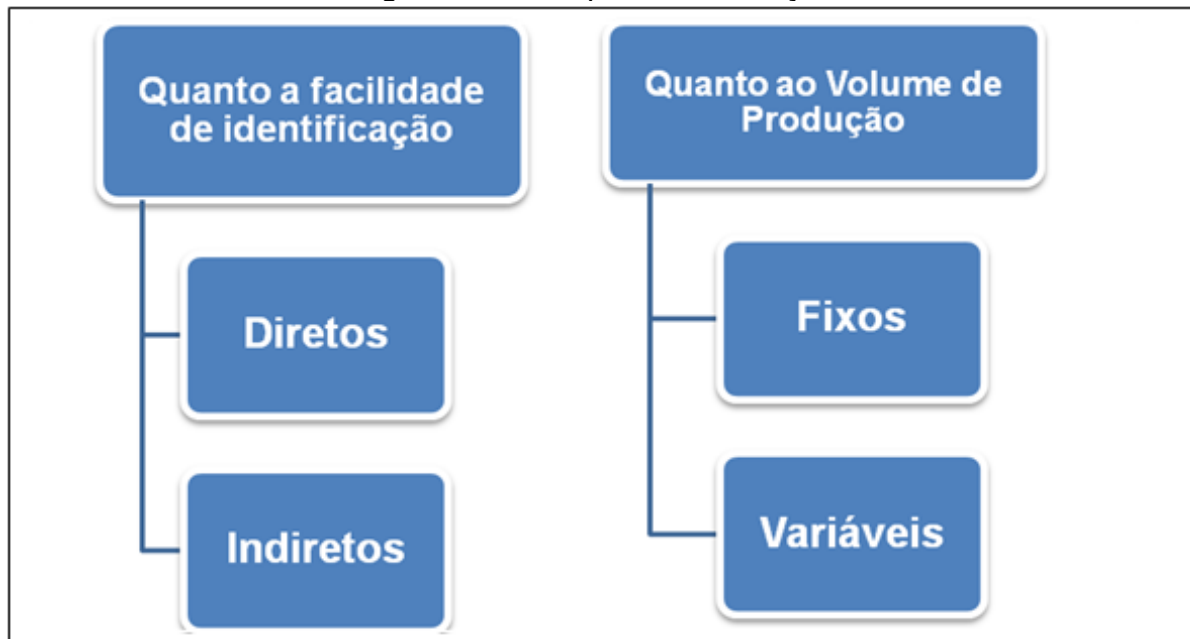 Quanto a facilidade
de identificação
Diretos
Indiretos
Quanto ao Volume de
Produção
Fixos
Variáveis